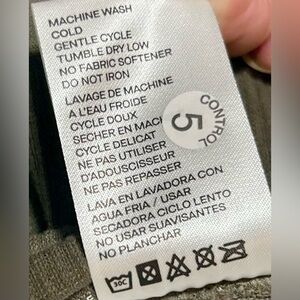 MACHINE WASH
COLD
GENTLE CYCLE
TUMBLE DRY LOW
NO FABRIC SOFTENER
DO NOT IRON
LAVAGE DE MACHINE
A L'EAU FROIDE
CYCLE DOUX
SECHER EN MACH
CYCLE DELICAT
NE PAS UTILISER
D'ADOUSCISSEUR
NE PAS REPASSER
LAVA EN LAVADORA CON
AGUA FRIA / USAR
SECADORA CICLO LENTO
NO USAR SUAVISANTES
NO PLANCHAR
CONTROL
5
30C